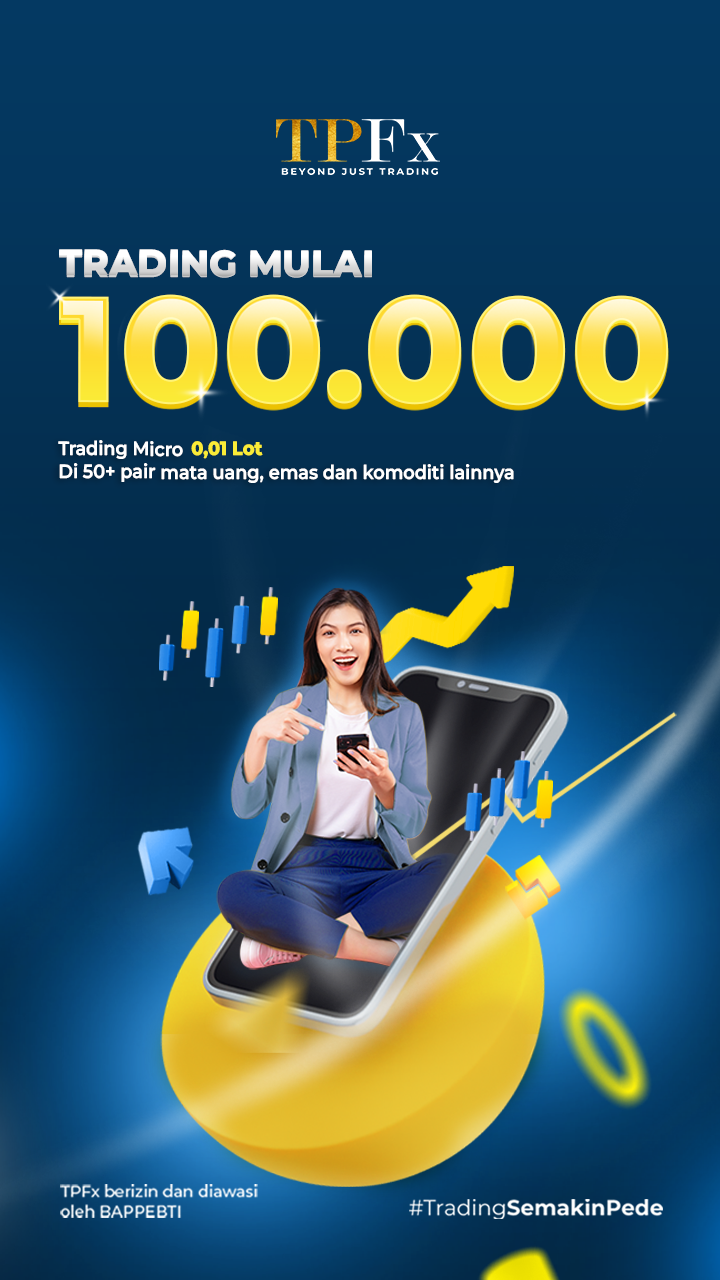 TPFx
BEYOND JUST TRADING
TRADING MULAI
100.000
Trading Micro 0,01 Lot
Di 50+ pair mata uang, emas dan komoditi lainnya
TPFx berizin dan diawasi
oleh BAPPEBTI
#TradingSemakinPede